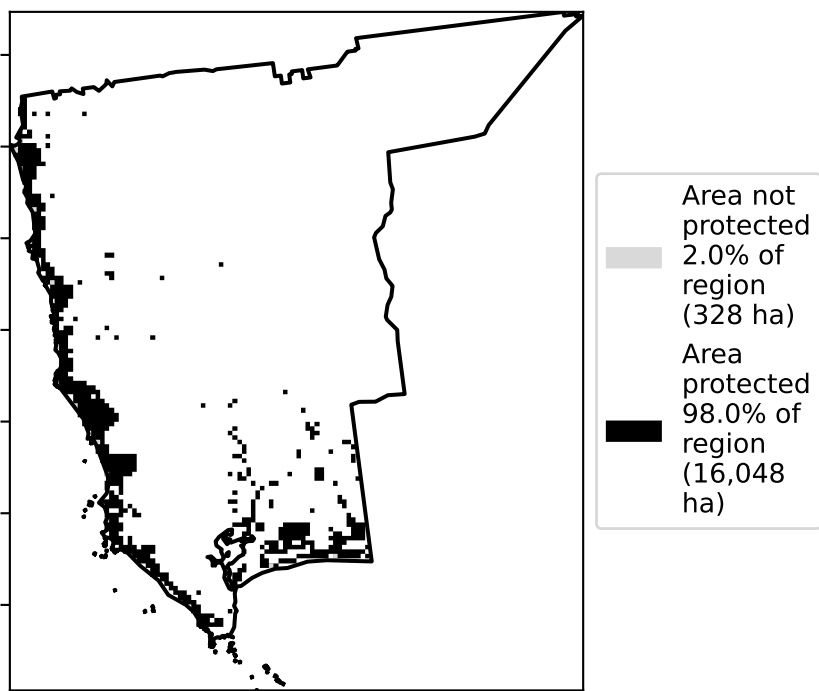 Area not
protected
2.0% of
region
(328 ha)
Area
protected
98.0% of
region
(16,048
ha)